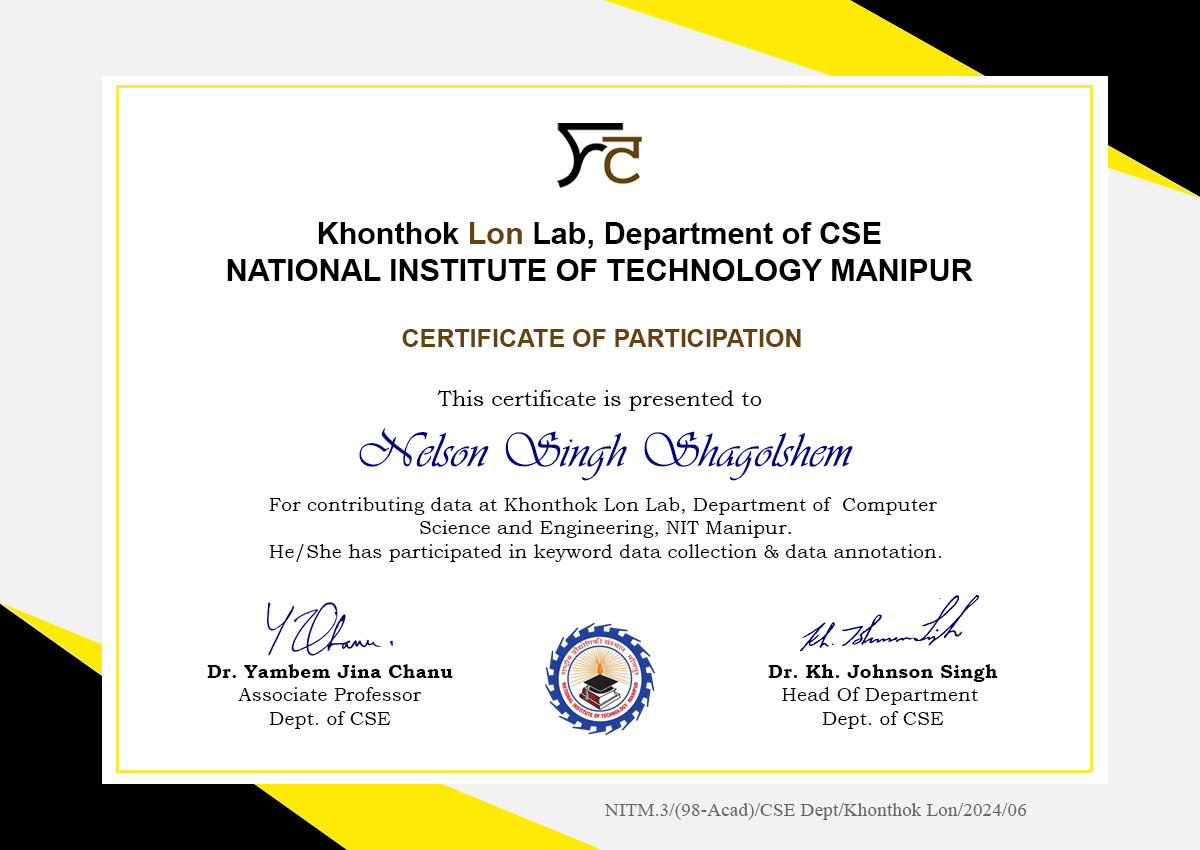 Khonthok Lon Lab, Department of CSE
NATIONAL INSTITUTE OF TECHNOLOGY MANIPUR
CERTIFICATE OF PARTICIPATION
This certificate is presented to
Nelson Singh Shagolshem
For contributing data at Khonthok Lon Lab, Department of Computer
Science and Engineering, NIT Manipur.
He/She has participated in keyword data collection & data annotation.
Dr. Yambem Jina Chanu
Associate Professor
Dept. of CSE
राष्ट्रीय प्रौद्योगिकी संस्थान मणिपुर
NATIONAL INSTITUTE OF TECHNOLOGY MANIPUR
Dr. Kh. Johnson Singh
Head Of Department
Dept. of CSE
NITM.3/(98-Acad)/CSE Dept/Khonthok Lon/2024/06